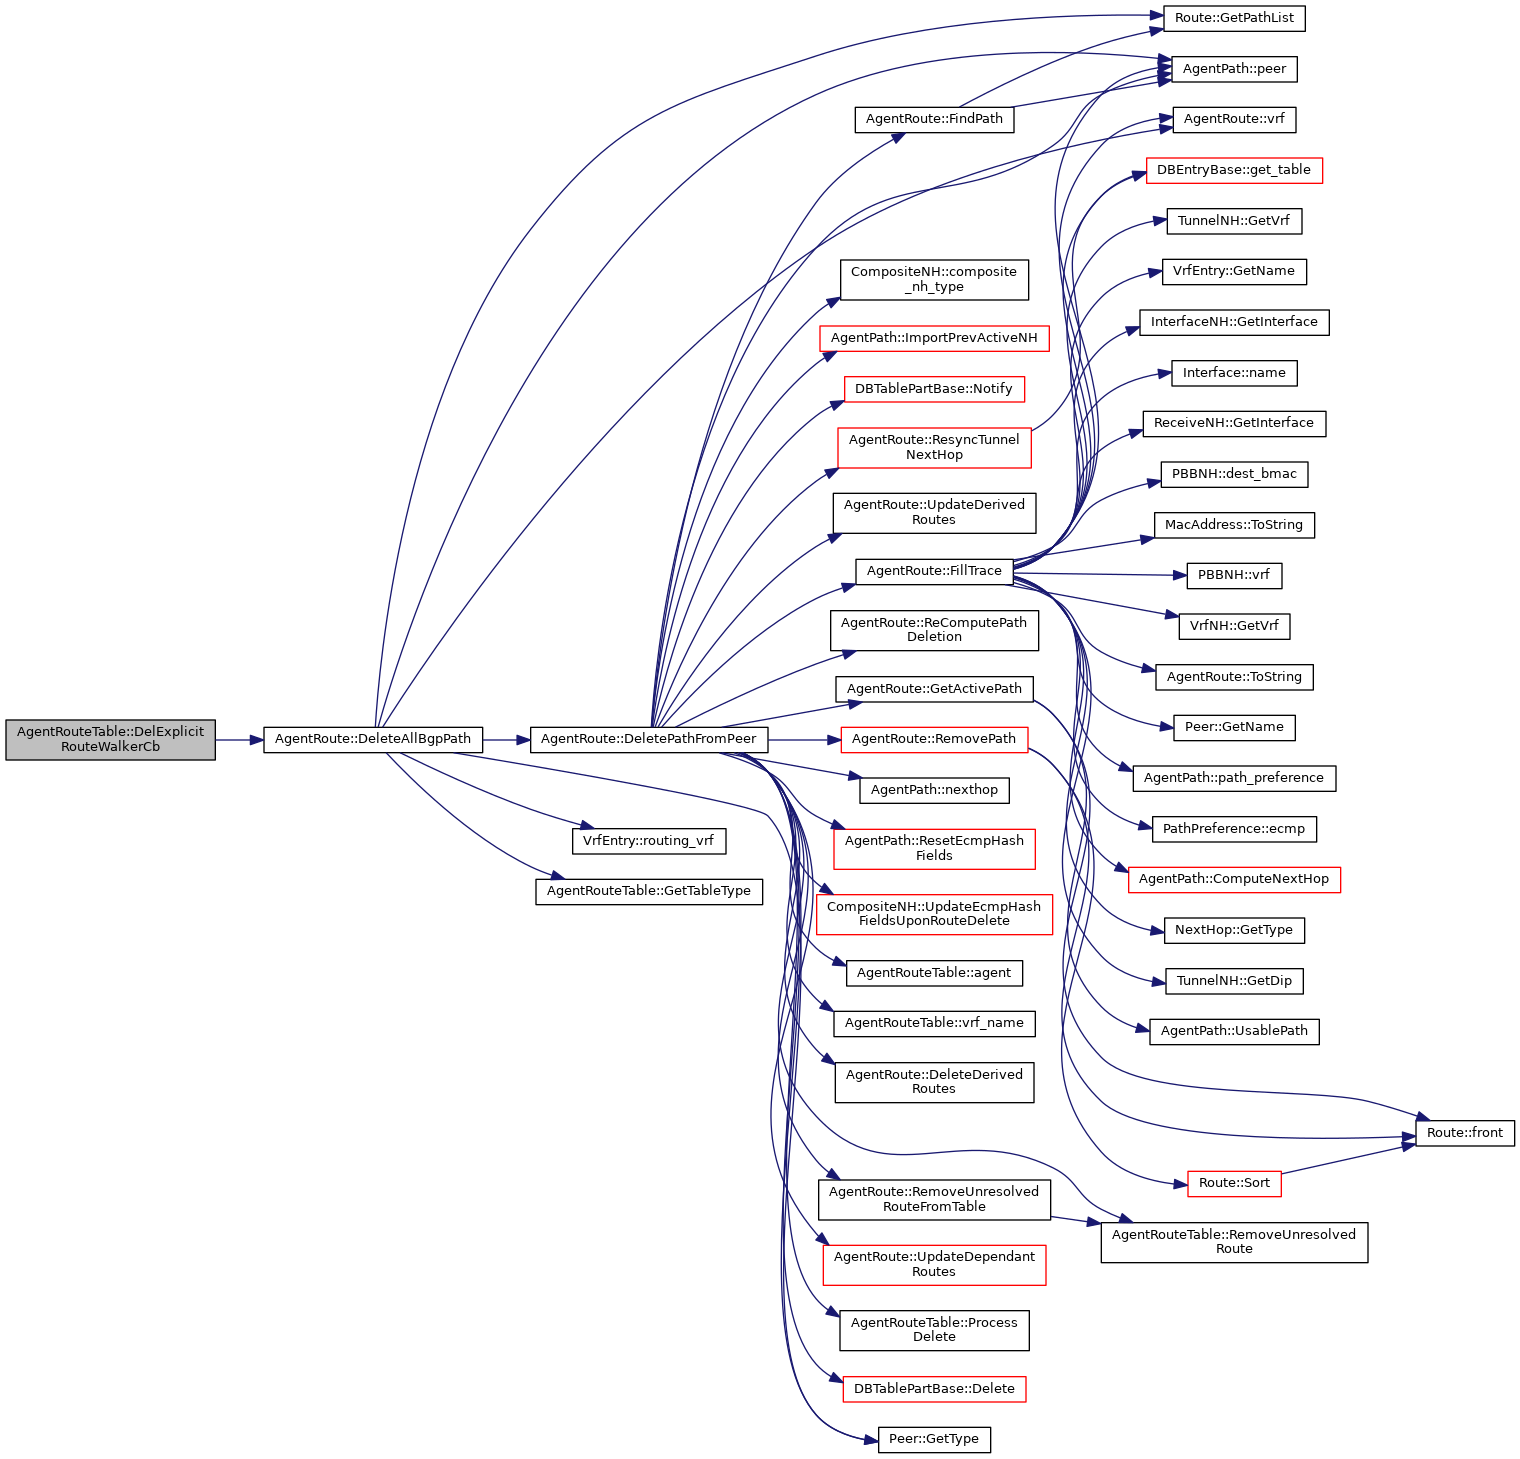 AgentRouteTable::DelExplicit
RouteWalkerCb
AgentRoute::DeleteAllBgpPath
AgentRoute::DeletePathFromPeer
VrfEntry::routing_vrf
AgentRouteTable::GetTableType
AgentRoute::FindPath
CompositeNH::composite
_nh_type
AgentPath::ImportPrevActiveNH
DBTablePartBase::Notify
AgentRoute::ResyncTunnel
NextHop
AgentRoute::UpdateDerived
Routes
AgentRoute::FillTrace
AgentRoute::ReComputePath
Deletion
AgentRoute::GetActivePath
AgentRoute::RemovePath
AgentPath::nexthop
AgentPath::ResetEcmpHash
Fields
CompositeNH::UpdateEcmpHash
FieldsUponRouteDelete
AgentRouteTable::agent
AgentRouteTable::vrf_name
AgentRoute::DeleteDerived
Routes
AgentRoute::RemoveUnresolved
RouteFromTable
AgentRoute::UpdateDependant
Routes
AgentRouteTable::Process
Delete
DBTablePartBase::Delete
Peer::GetType
Route::GetPathList
AgentPath::peer
AgentRoute::vrf
DBEntryBase::get_table
TunnelNH::GetVrf
VrfEntry::GetName
InterfaceNH::GetInterface
Interface::name
ReceiveNH::GetInterface
PBBNH::dest_bmac
MacAddress::ToString
PBBNH::vrf
VrfNH::GetVrf
AgentRoute::ToString
Peer::GetName
AgentPath::path_preference
PathPreference::ecmp
AgentPath::ComputeNextHop
NextHop::GetType
TunnelNH::GetDip
AgentPath::UsablePath
Route::front
Route::Sort
AgentRouteTable::RemoveUnresolved
Route